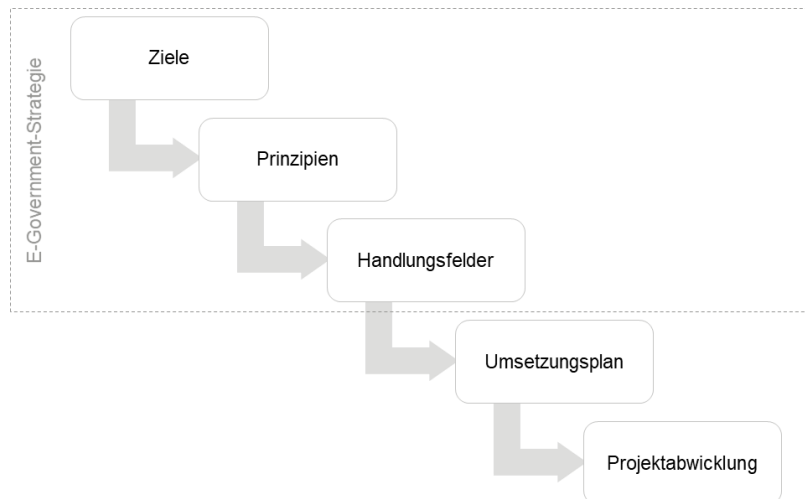 E-Government-Strategie
Ziele
Prinzipien
Handlungsfelder
Umsetzungsplan
Projektabwicklung